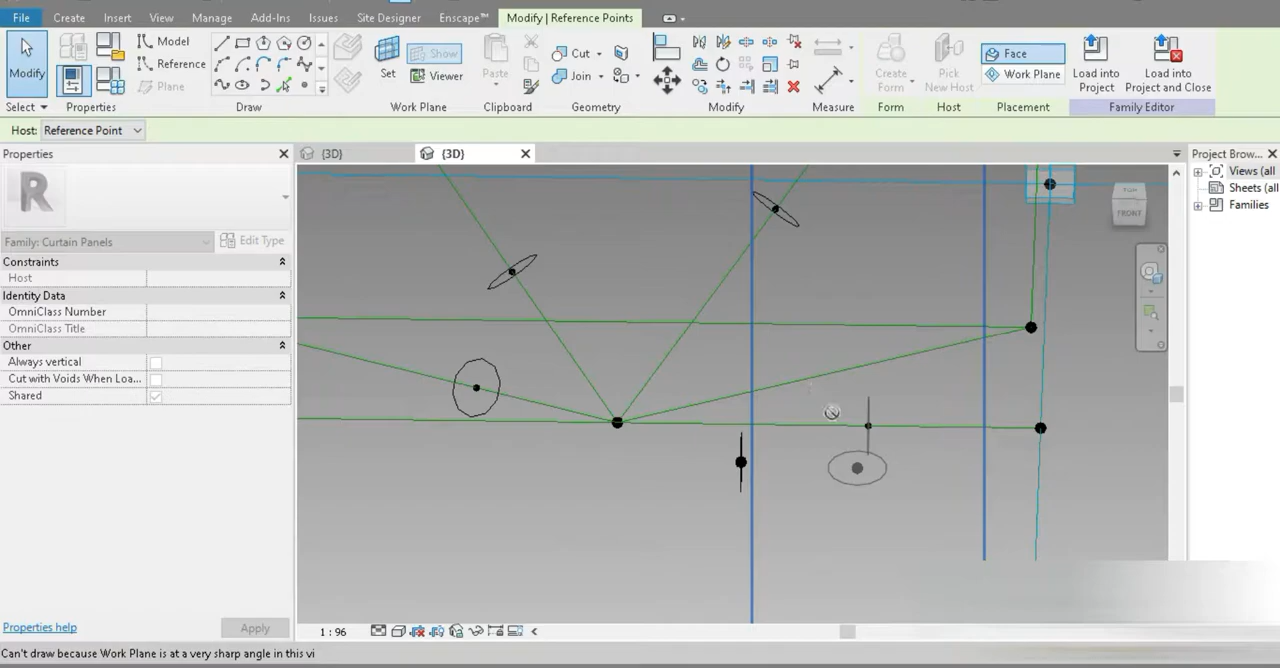 File Create Insert View Manage Add-Ins Issues Site Designer Enscape™ Modify | Reference Points
Modify
Model
Reference
Plane
Set
Show
Viewer
Paste
Cut
Join
Create
Form
Pick
New Host
Face
Work Plane
Load into
Project
Load into
Project and Close
Select Properties Draw Work Plane Clipboard Geometry Modify Measure Form Host Placement Family Editor
Host: Reference Point
Properties
{3D}
{3D}
Project Brow...
Views (all
Sheets (all
Families
TOP
FRONT
R
Family: Curtain Panels
Edit Type
Constraints
Host
Identity Data
OmniClass Number
OmniClass Title
Other
Always vertical
Cut with Voids When Loa...
Shared
Properties help
Apply
1 : 96
Can't draw because Work Plane is at a very sharp angle in this vi